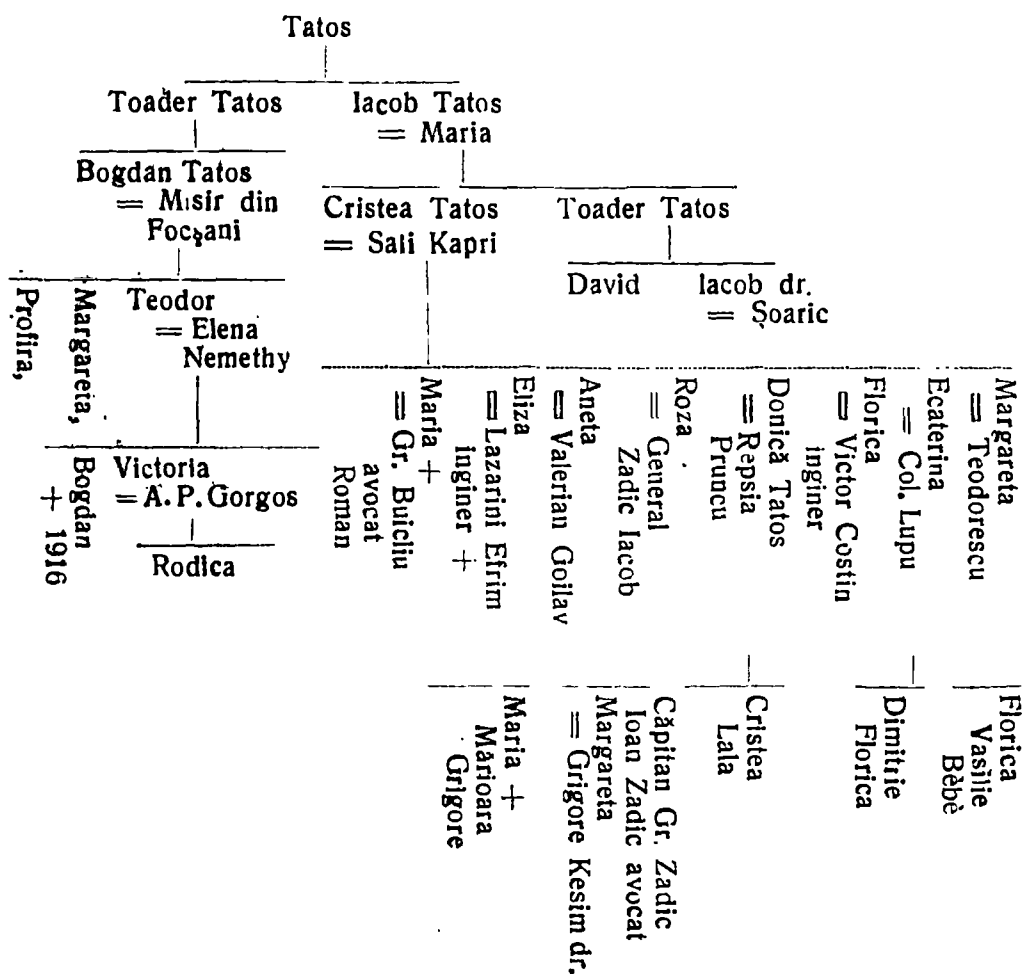 Tatos
Toader Tatos
Iacob Tatos
= Maria
Bogdan Tatos
= Misir din
Focşani
Cristea Tatos
= Sali Kapri
Toader Tatos
David
Iacob dr.
= Şoaric
Profira,
Margareta,
Teodor
= Elena
Nemethy
Bogdan
+ 1916
Victoria
= A. P. Gorgos
Rodica
Maria +
= Gr. Buicliu
avocat
Roman
Eliza
= Lazarini Efrim
inginer +
Aneta
= Valerian Goilav
Roza
= General
Zadic Iacob
Donică Tatos
= Repsia
Pruncu
Florica
= Victor Costin
inginer
Ecaterina
= Col. Lupu
Margareta
= Teodorescu
Maria +
Mărioara
Grigore
Căpitan Gr. Zadic
Ioan Zadic avocat
Margareta
= Grigore Kesim dr.
Cristea
Lala
Dimitrie
Florica
Florica
Vasilie
Bèbè